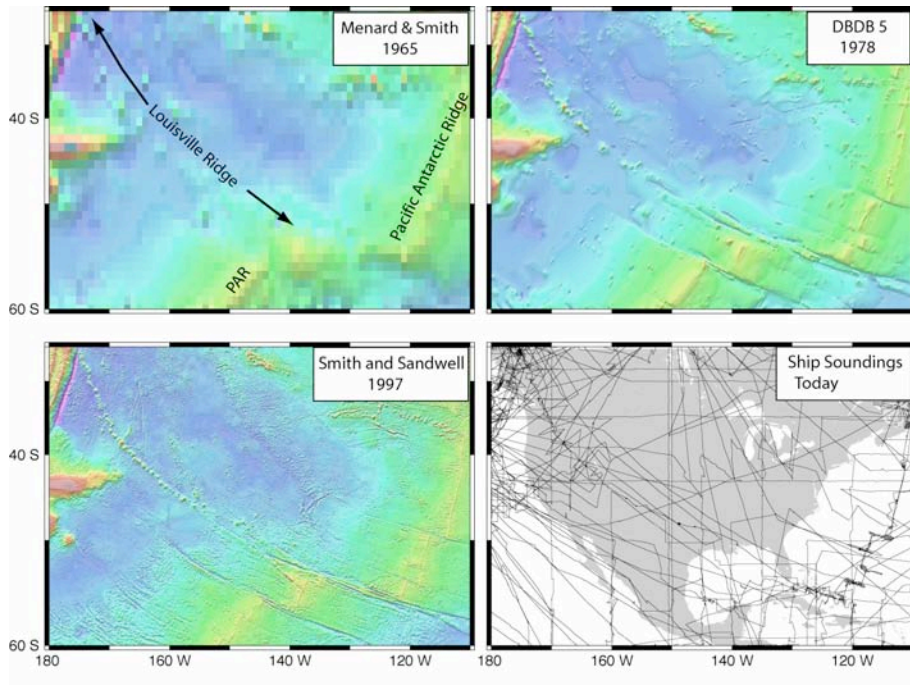 Menard & Smith
1965
Louisville Ridge
Pacific Antarctic Ridge
PAR
40 S
60 S
DBDB 5
1978
Smith and Sandwell
1997
40 S
60 S
180
160 W
140 W
120 W
Ship Soundings
Today
180
160 W
140 W
120 W